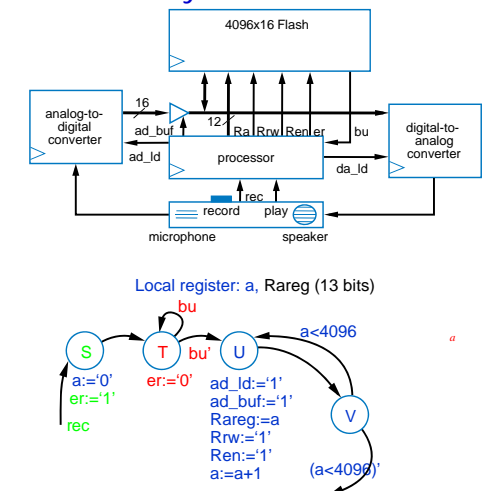 4096x16 Flash
16
12
analog-to-
digital
converter
ad_buf
Ra Rrw Ren er
bu
digital-to-
analog
converter
ad_ld
processor
da_ld
rec
record
play
microphone
speaker
Local register: a, Rareg (13 bits)
bu
a<4096
a
S
T
bu'
U
a:='0'
er:='1'
er:='0'
ad_ld:='1'
ad_buf:='1'
Rareg:=a
Rrw:='1'
Ren:='1'
a:=a+1
V
rec
(a<4096)'